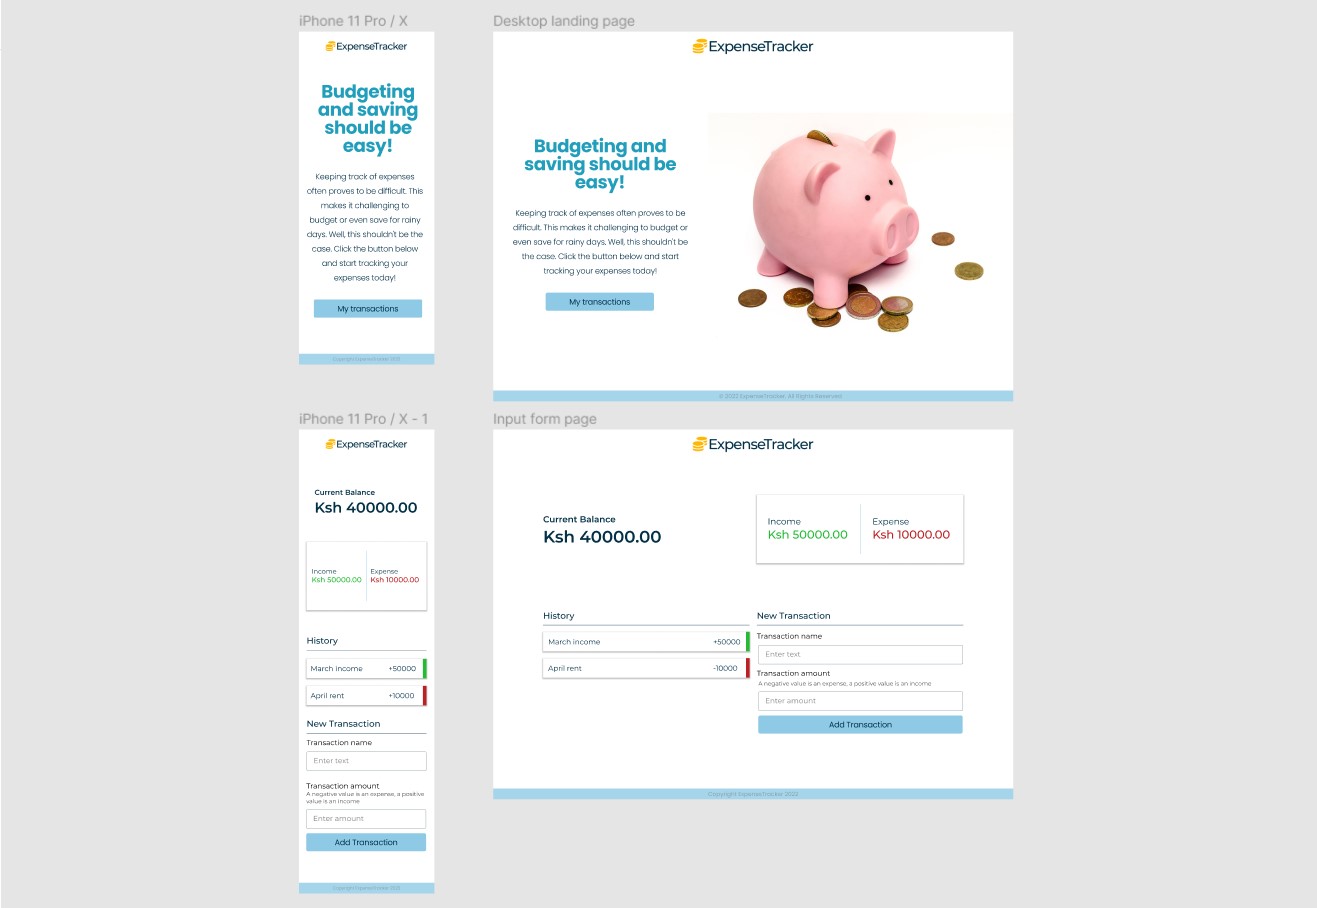 iPhone 11 Pro / X
ExpenseTracker
Budgeting
and saving
should be
easy!
Keeping track of expenses
often proves to be difficult. This
makes it challenging to
budget or even save for rainy
days. Well, this shouldn't be the
case. Click the button below
and start tracking your
expenses today!
My transactions
Copyright ExpenseTracker 2022
Desktop landing page
ExpenseTracker
Budgeting and
saving should be
easy!
Keeping track of expenses often proves to be
difficult. This makes it challenging to budget or
even save for rainy days. Well, this shouldn't be
the case. Click the button below and start
tracking your expenses today!
My transactions
© 2022 ExpenseTracker. All Rights Reserved
iPhone 11 Pro / X - 1
ExpenseTracker
Current Balance
Ksh 40000.00
Income
Ksh 50000.00
Expense
Ksh 10000.00
History
March income +50000
April rent +10000
New Transaction
Transaction name
Enter text
Transaction amount
A negative value is an expense, a positive
value is an income
Enter amount
Add Transaction
Copyright ExpenseTracker 2022
Input form page
ExpenseTracker
Current Balance
Ksh 40000.00
Income
Ksh 50000.00
Expense
Ksh 10000.00
History
March income +50000
April rent -10000
New Transaction
Transaction name
Enter text
Transaction amount
A negative value is an expense, a positive value is an income
Enter amount
Add Transaction
Copyright ExpenseTracker 2022